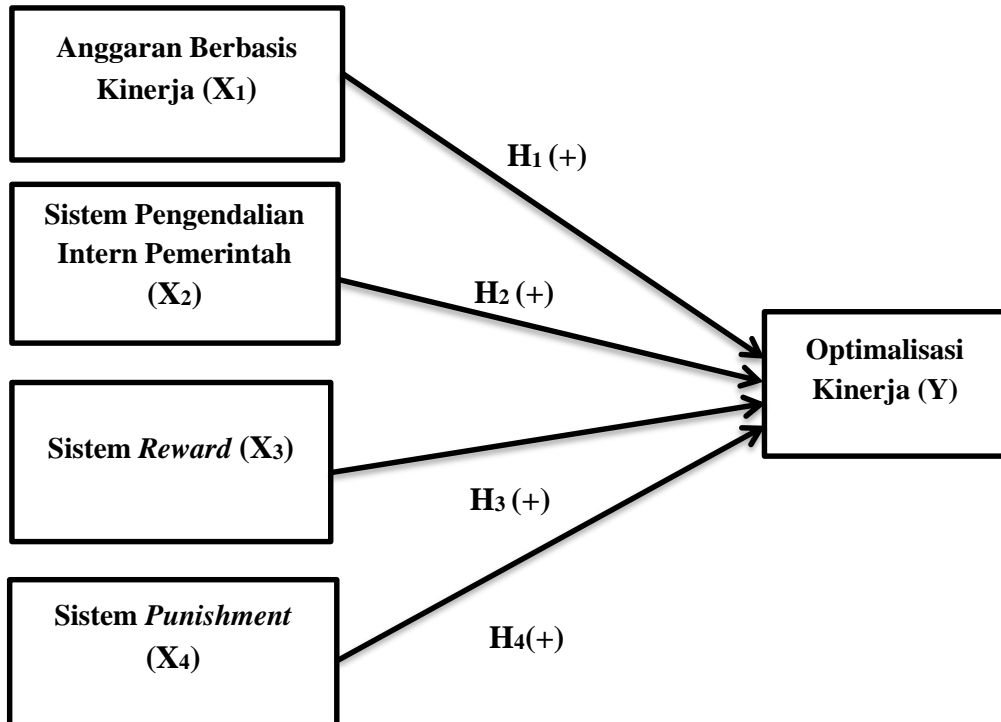 Anggaran Berbasis
Kinerja (X1)
H1 (+)
Sistem Pengendalian
Intern Pemerintah
(X2)
H2 (+)
Optimalisasi
Kinerja (Y)
Sistem Reward (X3)
H3 (+)
Sistem Punishment
(X4)
H4(+)